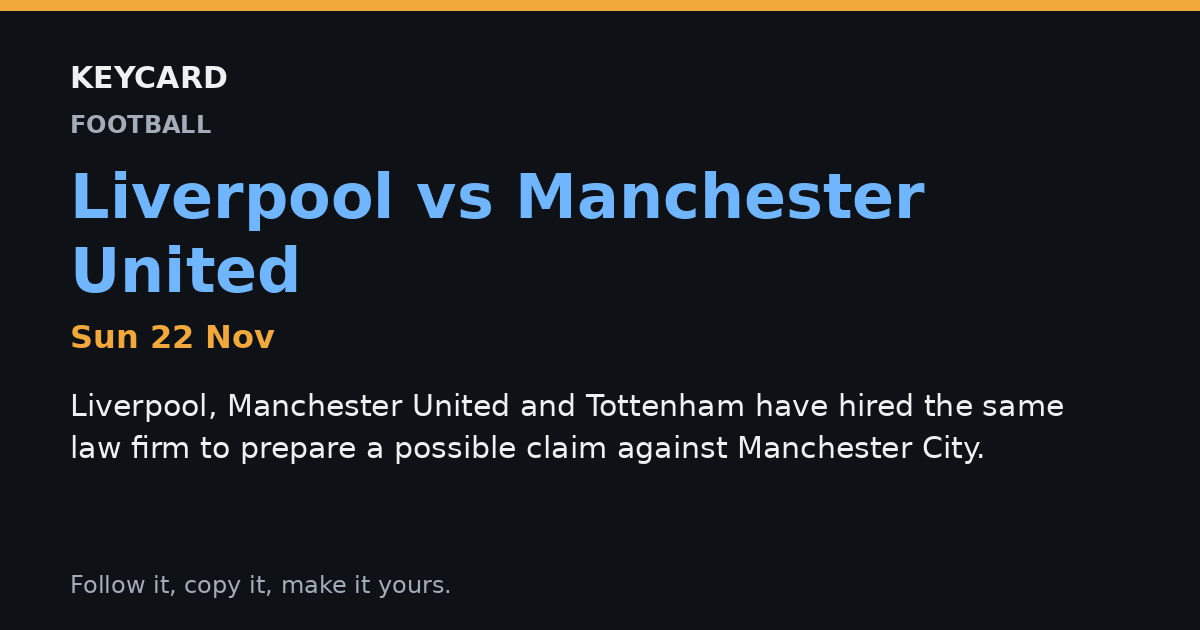 KEYCARD
FOOTBALL
Liverpool vs Manchester
United
Sun 22 Nov
Liverpool, Manchester United and Tottenham have hired the same
law firm to prepare a possible claim against Manchester City.
Follow it, copy it, make it yours.